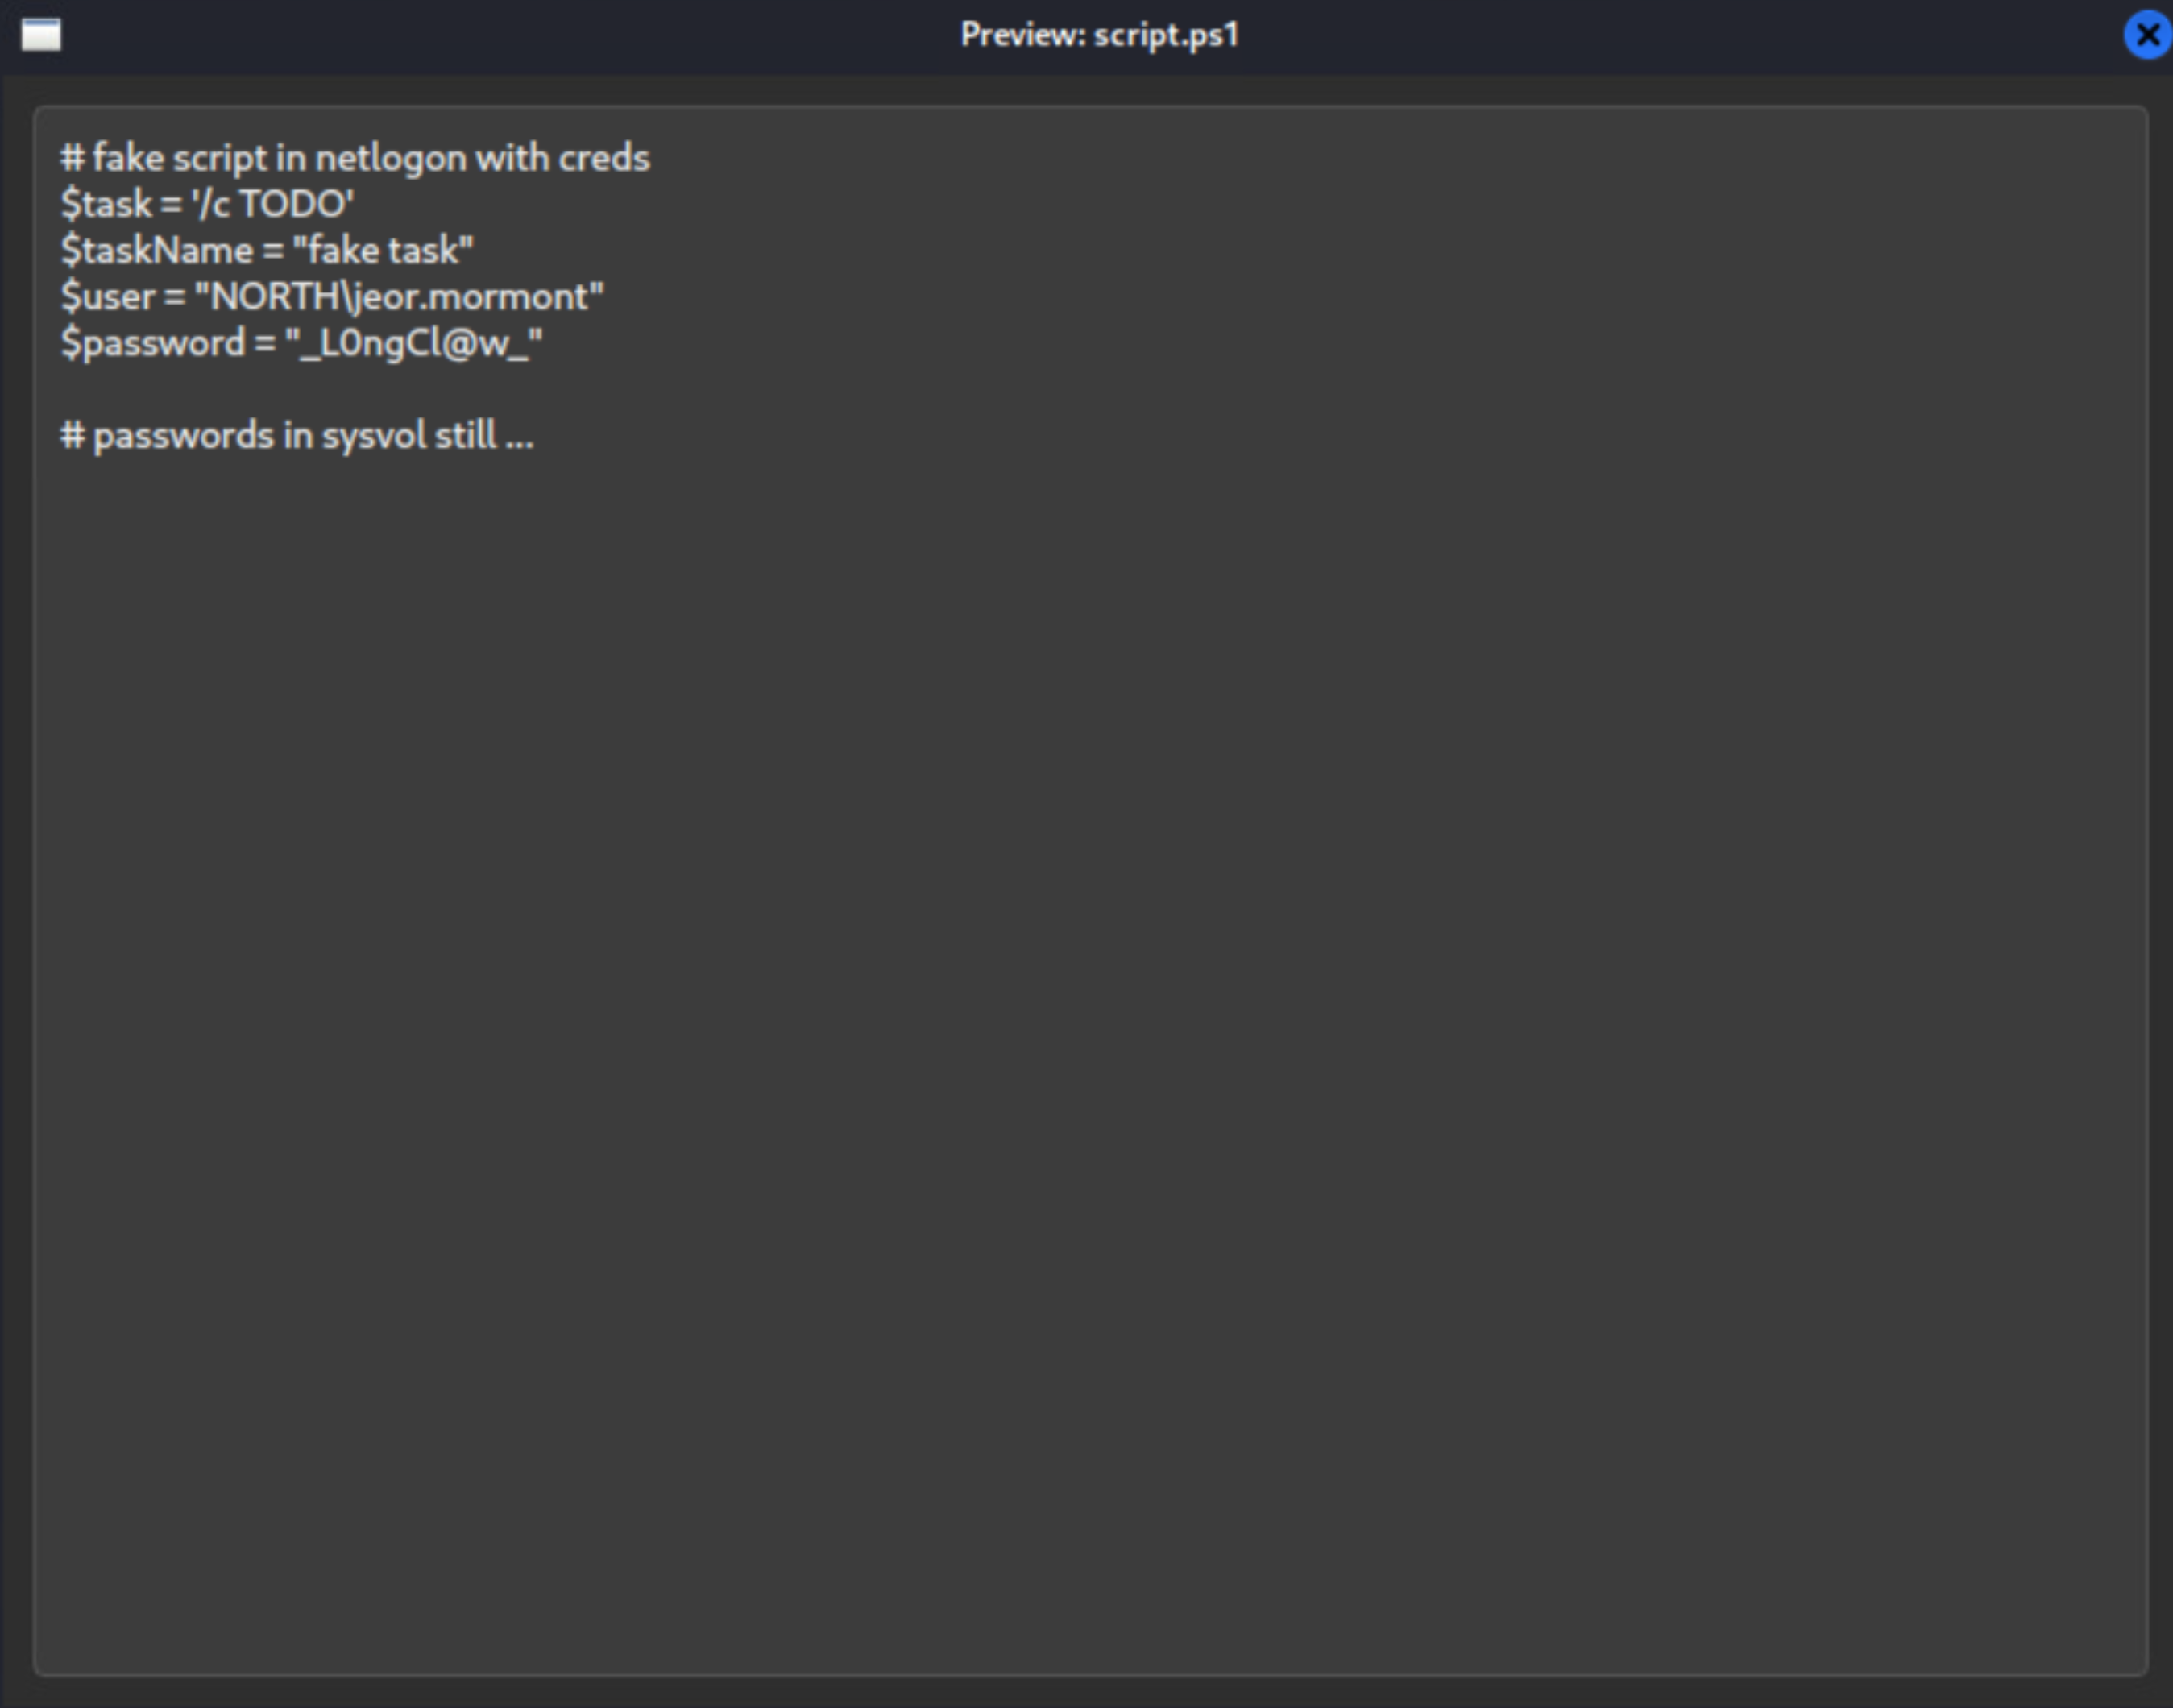 Preview: script.ps1
# fake script in netlogon with creds
$task = '/c TODO'
$taskName = "fake task"
$user = "NORTH\jeor.mormont"
$password = "_L0ngCl@w_"
# passwords in sysvol still ...